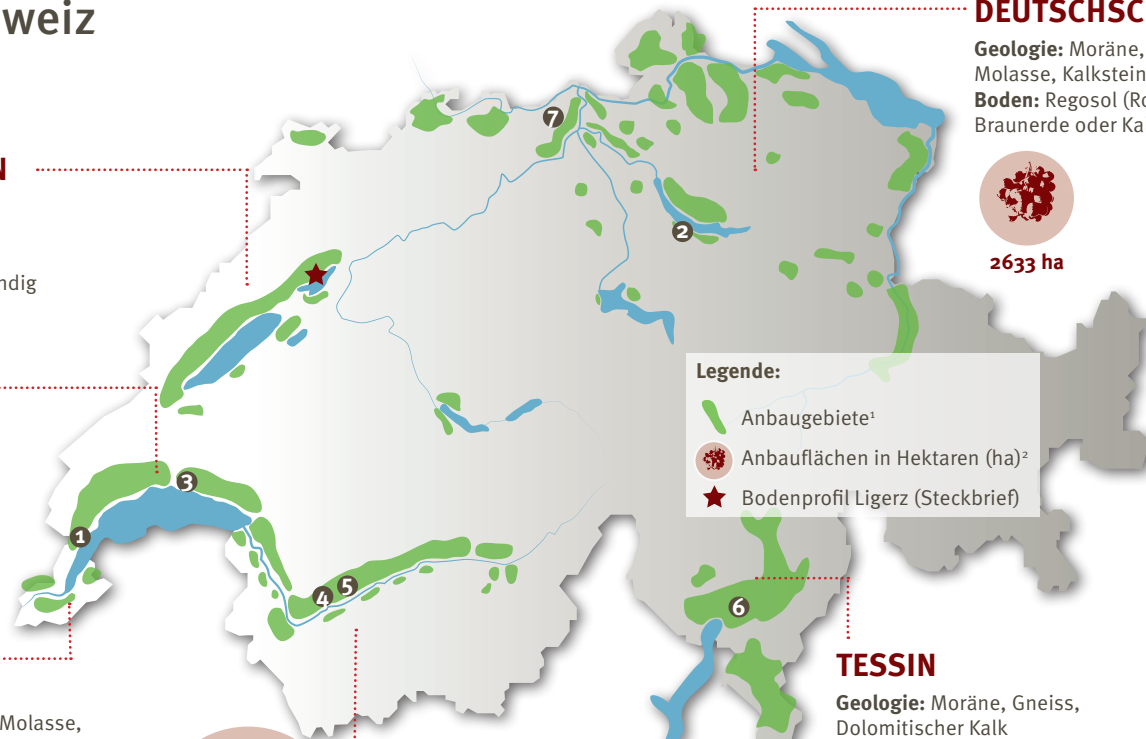 weiz
DEUTSCHSC
Geologie: Moräne,
Molasse, Kalkstein
Boden: Regosol (Ro
Braunerde oder Ka
2633 ha
N
ndig
7
2
3
1
4
5
6
Legende:
Anbaugebiete¹
Anbauflächen in Hektaren (ha)²
Bodenprofil Ligerz (Steckbrief)
TESSIN
Geologie: Moräne, Gneiss,
Dolomitischer Kalk
Molasse,